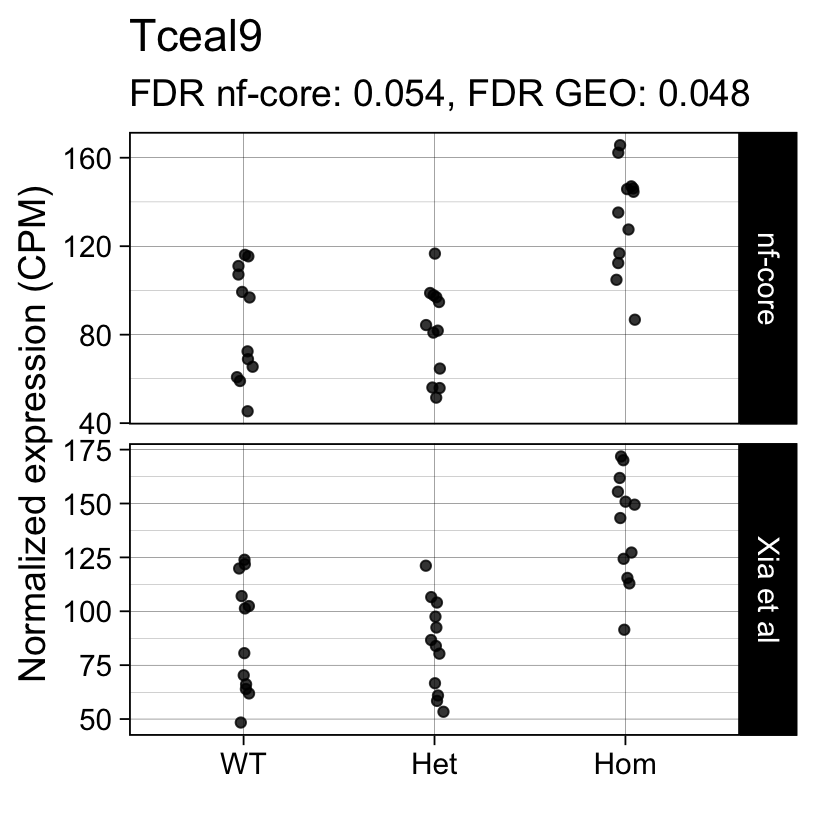 Tceal9
FDR nf-core: 0.054, FDR GEO: 0.048
Normalized expression (CPM)
160
120
80
40
nf-core
175
150
125
100
75
50
Xia et al
WT Het Hom